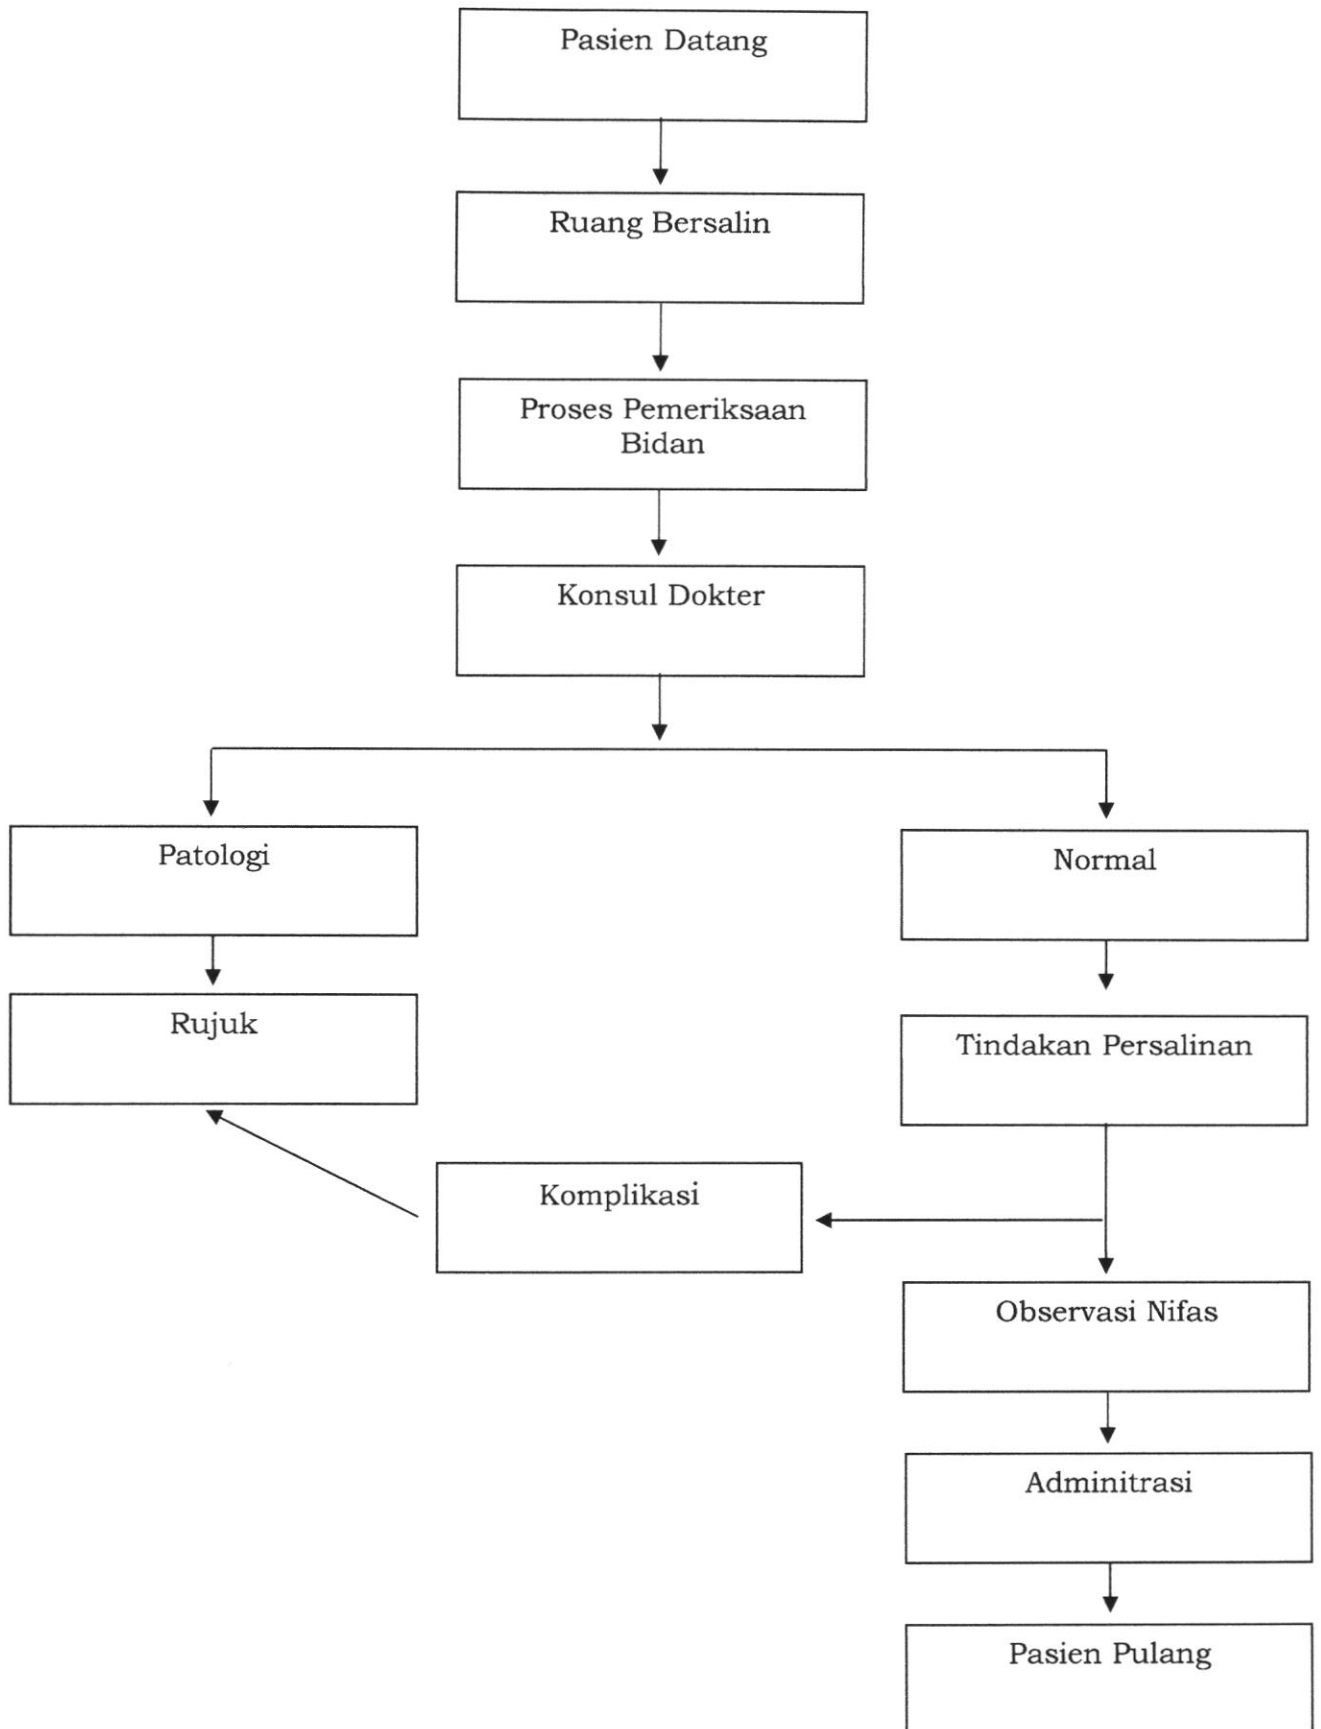 Pasien Datang
Ruang Bersalin
Proses Pemeriksaan
Bidan
Konsul Dokter
Patologi
Normal
Rujuk
Tindakan Persalinan
Komplikasi
Observasi Nifas
Adminitrasi
Pasien Pulang